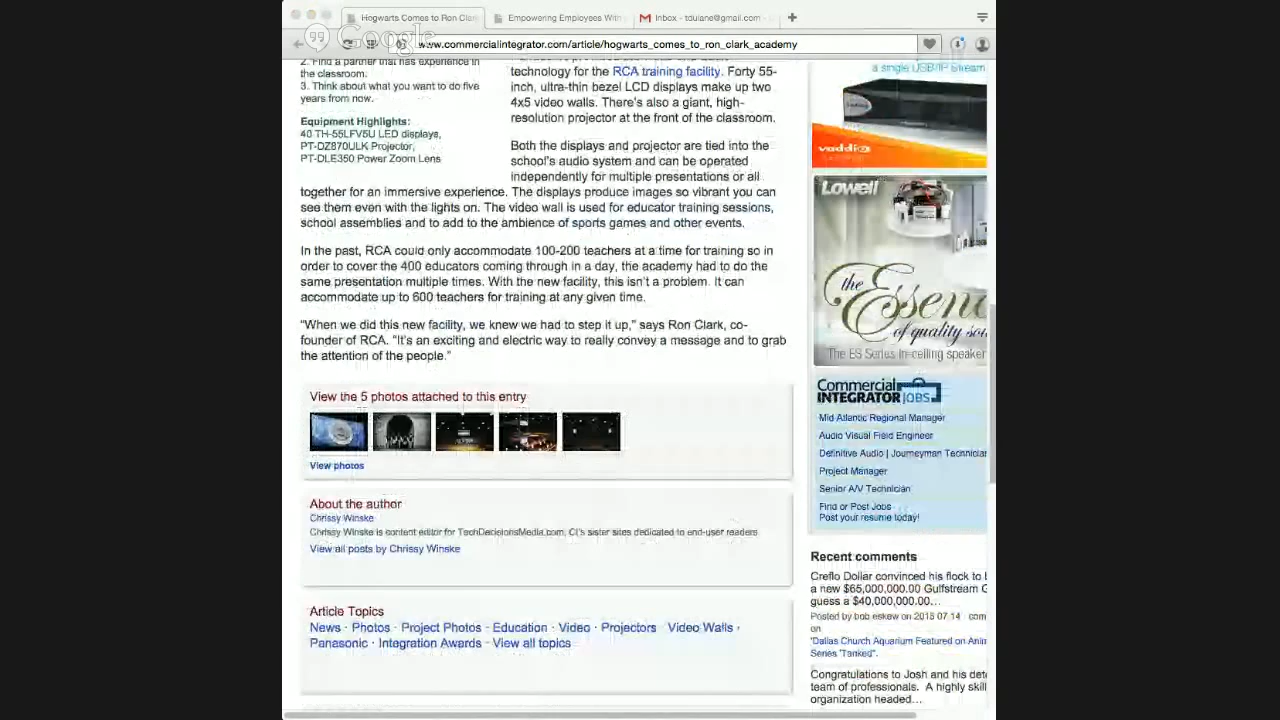 Hogwarts Comes to Ron Clar
Empowering Employees With
Inbox - tdulane@gmail.com -
Google
www.commercialintegrator.com/article/hogwarts_comes_to_ron_clark_academy
2. Find a partner that has experience in
the classroom.
3. Think about what you want to do five
years from now.
Equipment Highlights:
40 TH-55LFV5U LED displays,
PT-DZ870ULK Projector,
PT-DLE350 Power Zoom Lens
technology for the RCA training facility. Forty 55-
inch, ultra-thin bezel LCD displays make up two
4x5 video walls. There's also a giant, high-
resolution projector at the front of the classroom.
Both the displays and projector are tied into the
school's audio system and can be operated
independently for multiple presentations or all
together for an immersive experience. The displays produce images so vibrant you can
see them even with the lights on. The video wall is used for educator training sessions,
school assemblies and to add to the ambience of sports games and other events.
In the past, RCA could only accommodate 100-200 teachers at a time for training so in
order to cover the 400 educators coming through in a day, the academy had to do the
same presentation multiple times. With the new facility, this isn't a problem. It can
accommodate up to 600 teachers for training at any given time.
"When we did this new facility, we knew we had to step it up," says Ron Clark, co-
founder of RCA. "It's an exciting and electric way to really convey a message and to grab
the attention of the people."
View the 5 photos attached to this entry
View photos
About the author
Chrissy Winske
Chrissy Winske is content editor for TechDecisionsMedia.com, CI's sister sites dedicated to end-user readers
View all posts by Chrissy Winske
Article Topics
News · Photos · Project Photos · Education · Video · Projectors · Video Walls ·
Panasonic · Integration Awards · View all topics
a single USB/IP Stream
vaddio
Lowell
the Essenc
of quality sou
The ES Series in-ceiling speaker
Commercial
INTEGRATOR JOBS
Mid Atlantic Regional Manager
Audio Visual Field Engineer
Definitive Audio | Journeyman Technician
Project Manager
Senior A/V Technician
Find or Post Jobs
Post your resume today!
Recent comments
Creflo Dollar convinced his flock to b
a new $65,000,000.00 Gulfstream G
guess a $40,000,000.00...
Posted by bob eskew on 2015 07 14 · com
on
"Dallas Church Aquarium Featured on Anim
Series 'Tanked'".
Congratulations to Josh and his ded
team of professionals. A highly skill
organization headed...